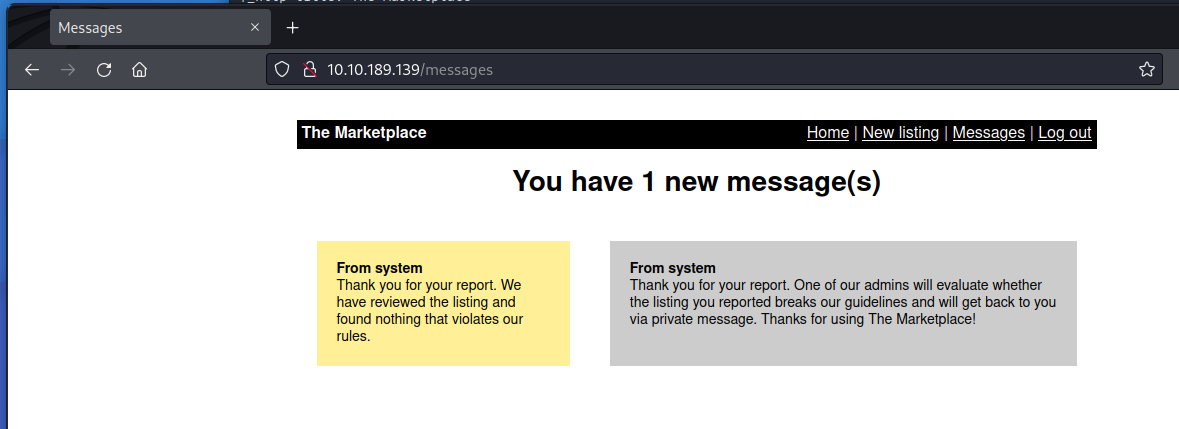 Messages
10.10.189.139/messages
The Marketplace
Home | New listing | Messages | Log out
You have 1 new message(s)
From system
Thank you for your report. We
have reviewed the listing and
found nothing that violates our
rules.
From system
Thank you for your report. One of our admins will evaluate whether
the listing you reported breaks our guidelines and will get back to you
via private message. Thanks for using The Marketplace!